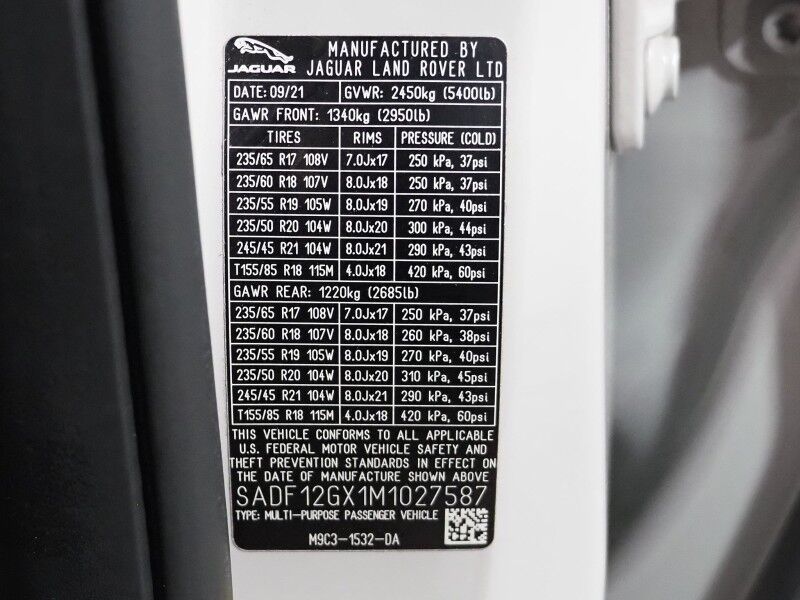 JAGUAR
MANUFACTURED BY
JAGUAR LAND ROVER LTD
DATE: 09/21 GVWR: 2450kg (5400lb)
GAWR FRONT: 1340kg (2950lb)
TIRES RIMS PRESSURE (COLD)
235/65 R17 108V 7.0Jx17 250 kPa, 37psi
235/60 R18 107V 8.0Jx18 250 kPa, 37psi
235/55 R19 105W 8.0Jx19 270 kPa, 40psi
235/50 R20 104W 8.0Jx20 300 kPa, 44psi
245/45 R21 104W 8.0Jx21 290 kPa, 43psi
T155/85 R18 115M 4.0Jx18 420 kPa, 60psi
GAWR REAR: 1220kg (2685lb)
235/65 R17 108V 7.0Jx17 250 kPa, 37psi
235/60 R18 107V 8.0Jx18 260 kPa, 38psi
235/55 R19 105W 8.0Jx19 270 kPa, 40psi
235/50 R20 104W 8.0Jx20 310 kPa, 45psi
245/45 R21 104W 8.0Jx21 290 kPa, 43psi
T155/85 R18 115M 4.0Jx18 420 kPa, 60psi
THIS VEHICLE CONFORMS TO ALL APPLICABLE
U.S. FEDERAL MOTOR VEHICLE SAFETY AND
THEFT PREVENTION STANDARDS IN EFFECT ON
THE DATE OF MANUFACTURE SHOWN ABOVE
SADF12GX1M1027587
TYPE: MULTI-PURPOSE PASSENGER VEHICLE
M9C3-1532-DA